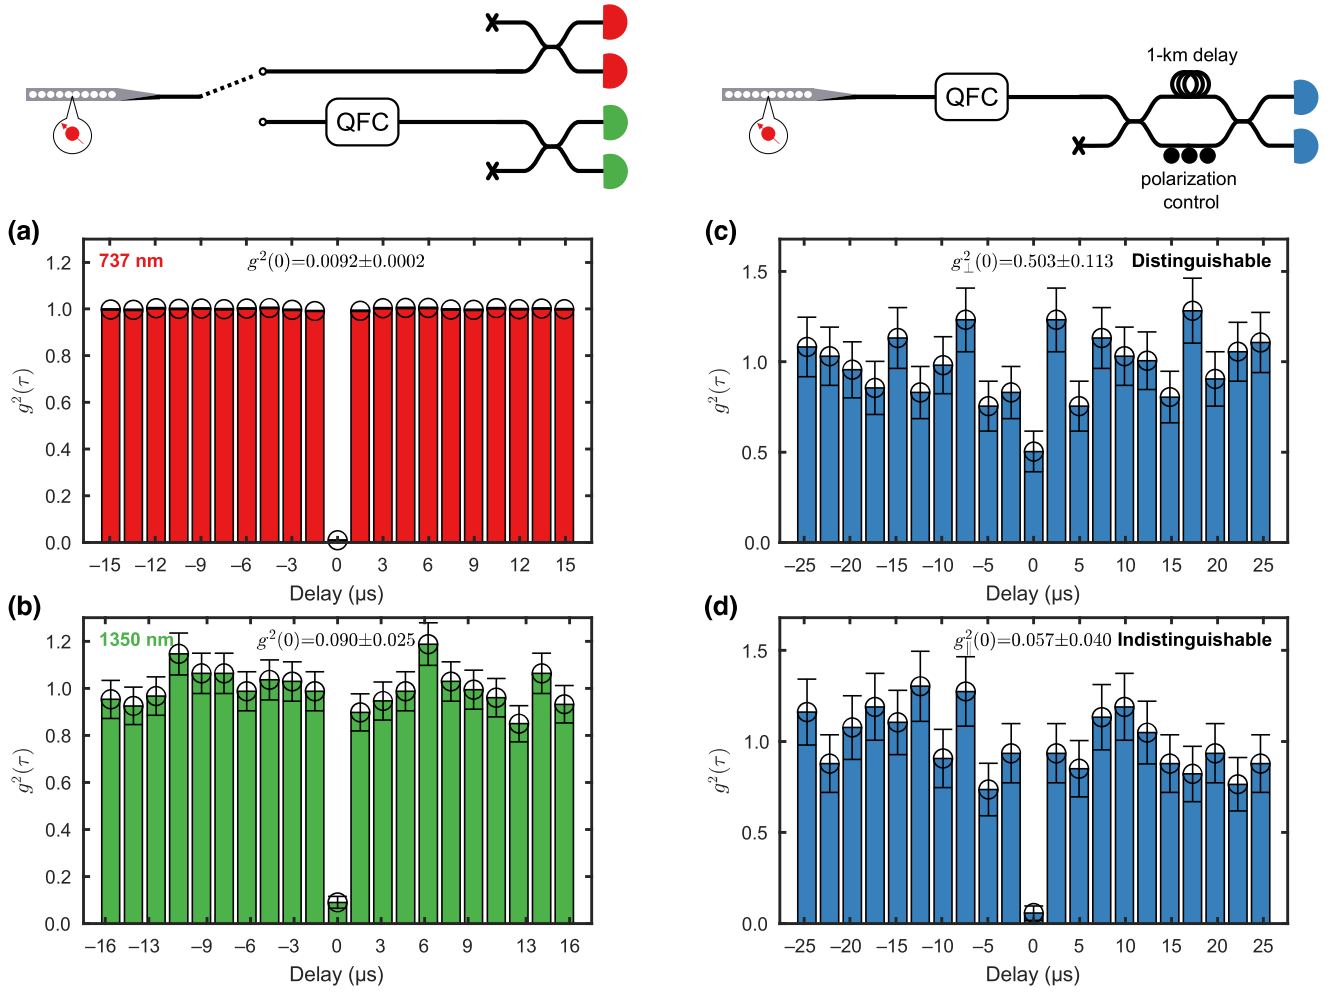 QFC
QFC
1-km delay
polarization
control
(a)
737 nm
g²(0)=0.0092±0.0002
g²(τ)
1.2
1.0
0.8
0.6
0.4
0.2
0.0
−15 −12 −9 −6 −3 0 3 6 9 12 15
Delay (µs)
(b)
1350 nm
g²(0)=0.090±0.025
g²(τ)
1.2
1.0
0.8
0.6
0.4
0.2
0.0
−16 −13 −9 −6 −3 0 3 6 9 13 16
Delay (µs)
(c)
g²⊥(0)=0.503±0.113 Distinguishable
g²(τ)
1.5
1.0
0.5
0.0
−25 −20 −15 −10 −5 0 5 10 15 20 25
Delay (µs)
(d)
g²∥(0)=0.057±0.040 Indistinguishable
g²(τ)
1.5
1.0
0.5
0.0
−25 −20 −15 −10 −5 0 5 10 15 20 25
Delay (µs)